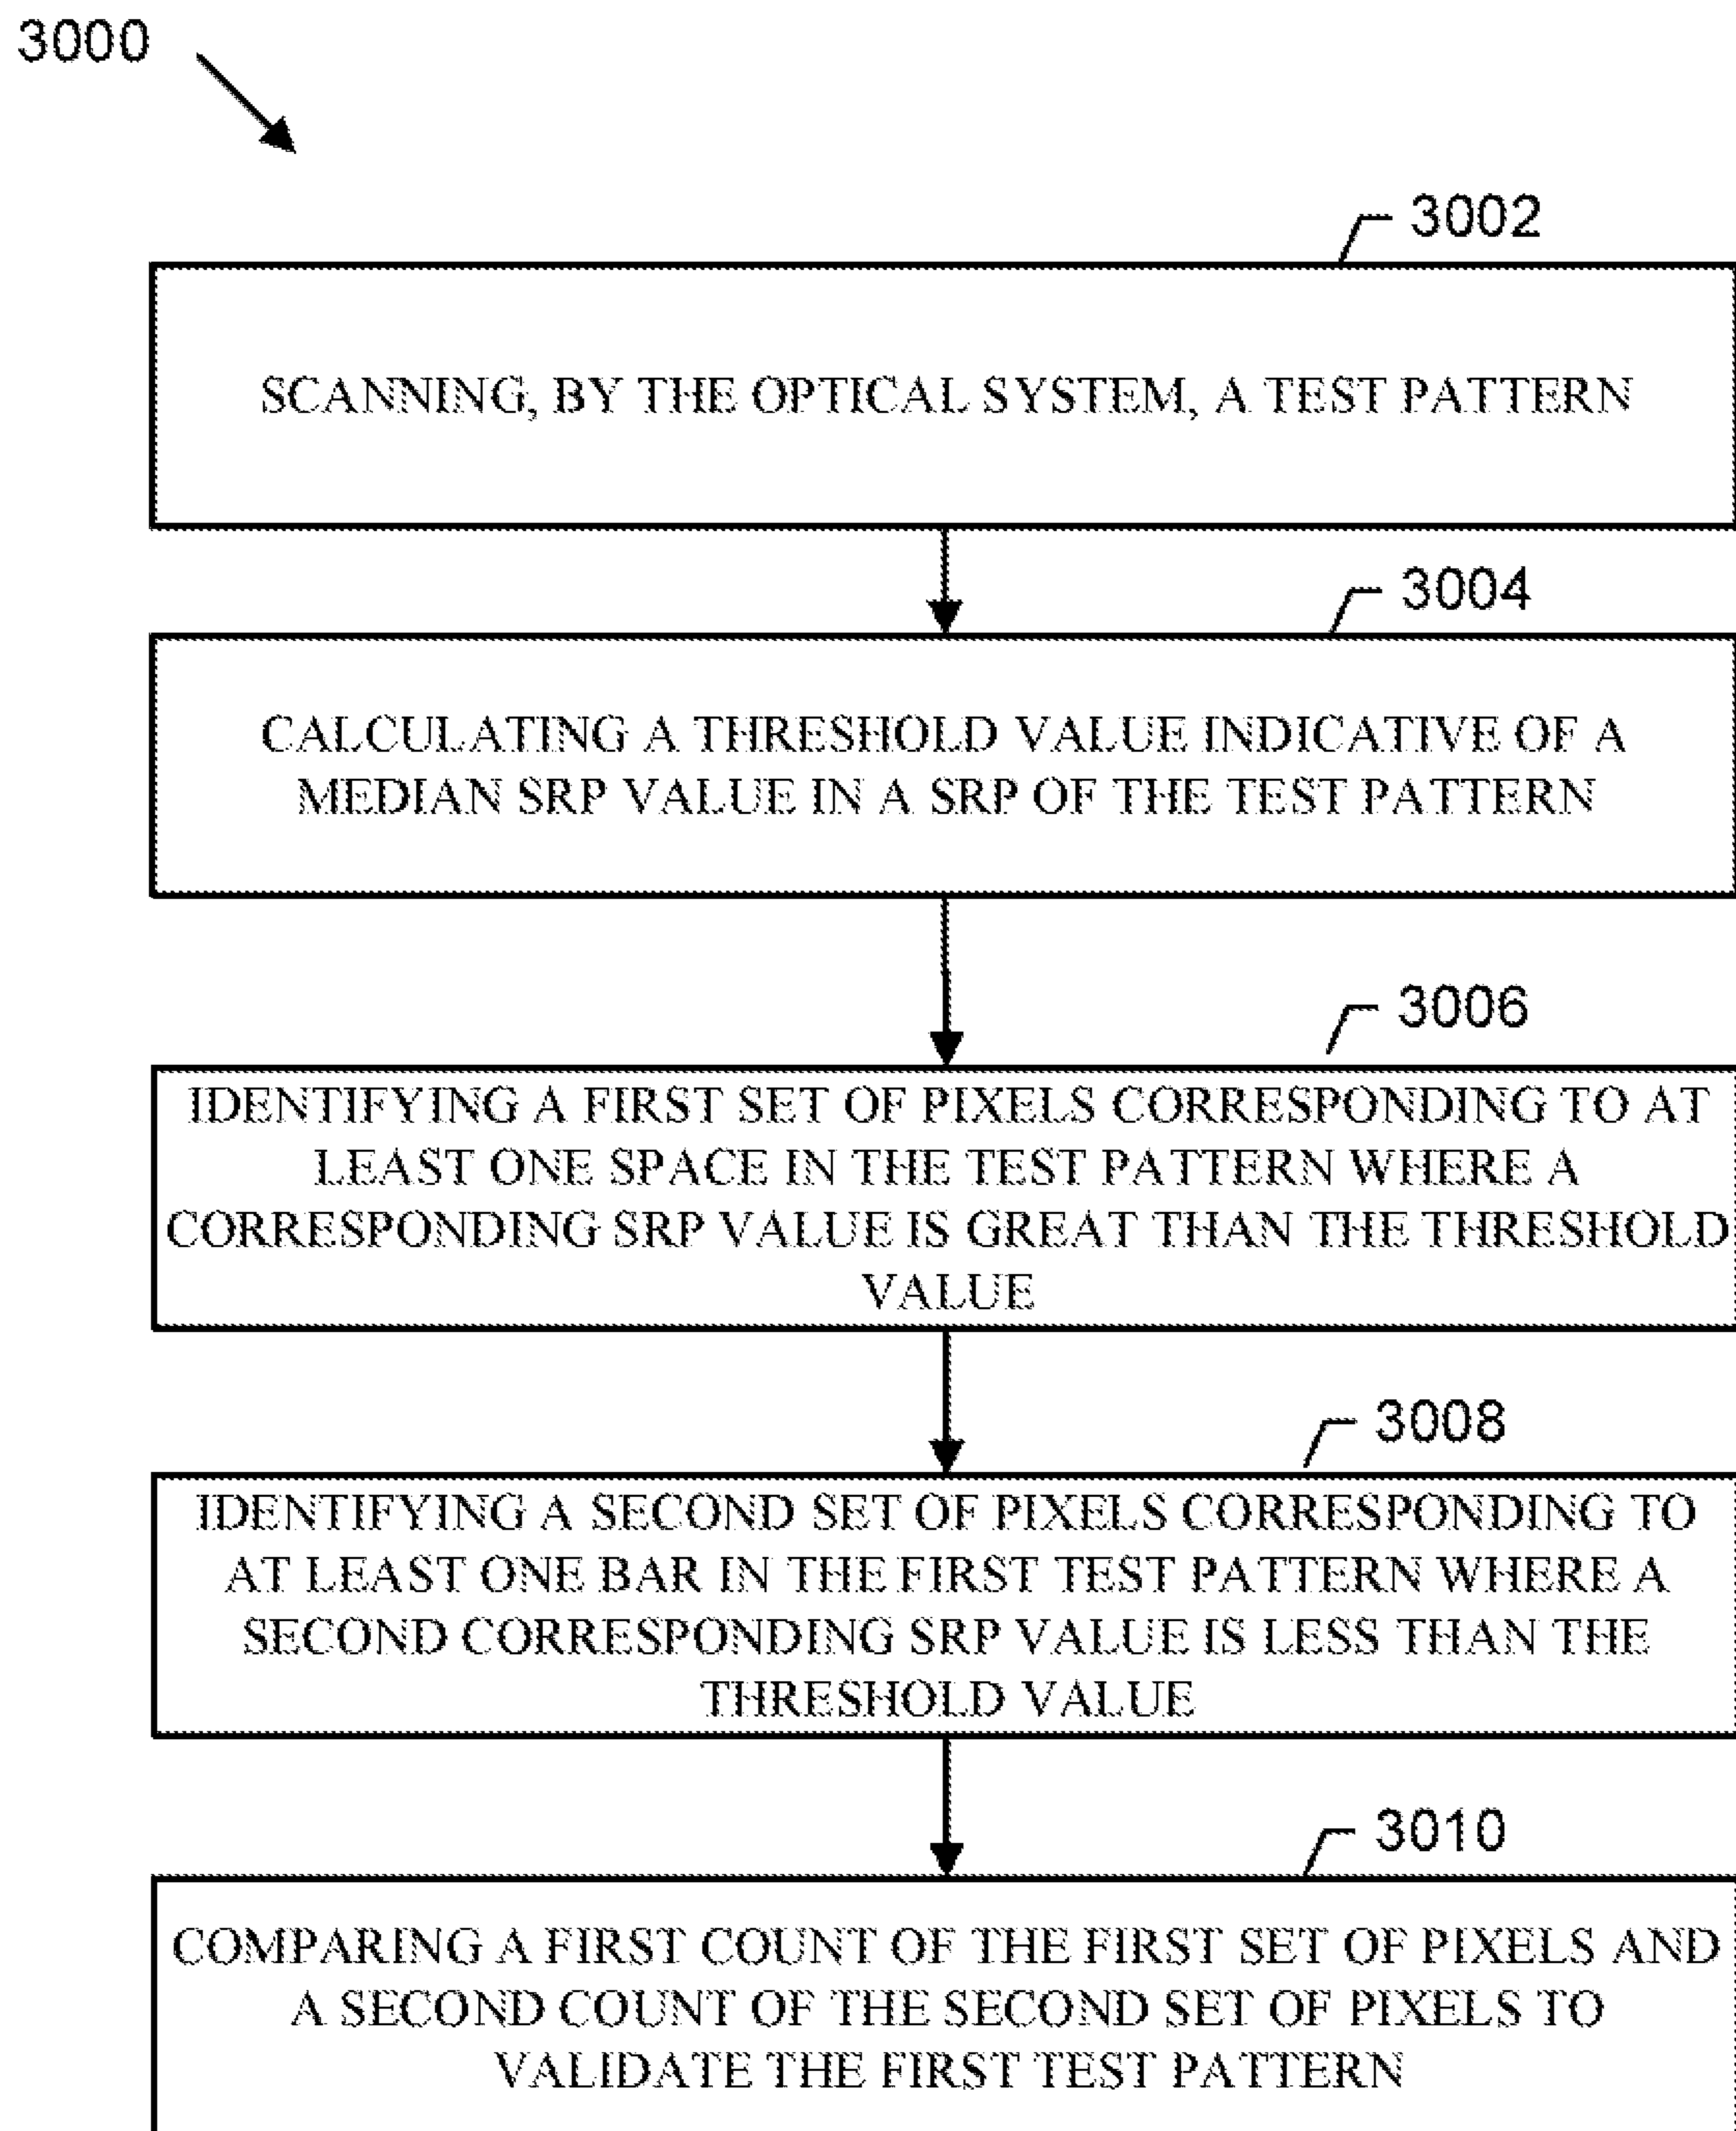 3000
3002
SCANNING, BY THE OPTICAL SYSTEM, A TEST PATTERN
3004
CALCULATING A THRESHOLD VALUE INDICATIVE OF A
MEDIAN SRP VALUE IN A SRP OF THE TEST PATTERN
3006
IDENTIFYING A FIRST SET OF PIXELS CORRESPONDING TO AT
LEAST ONE SPACE IN THE TEST PATTERN WHERE A
CORRESPONDING SRP VALUE IS GREAT THAN THE THRESHOLD
VALUE
3008
IDENTIFYING A SECOND SET OF PIXELS CORRESPONDING TO
AT LEAST ONE BAR IN THE FIRST TEST PATTERN WHERE A
SECOND CORRESPONDING SRP VALUE IS LESS THAN THE
THRESHOLD VALUE
3010
COMPARING A FIRST COUNT OF THE FIRST SET OF PIXELS AND
A SECOND COUNT OF THE SECOND SET OF PIXELS TO
VALIDATE THE FIRST TEST PATTERN